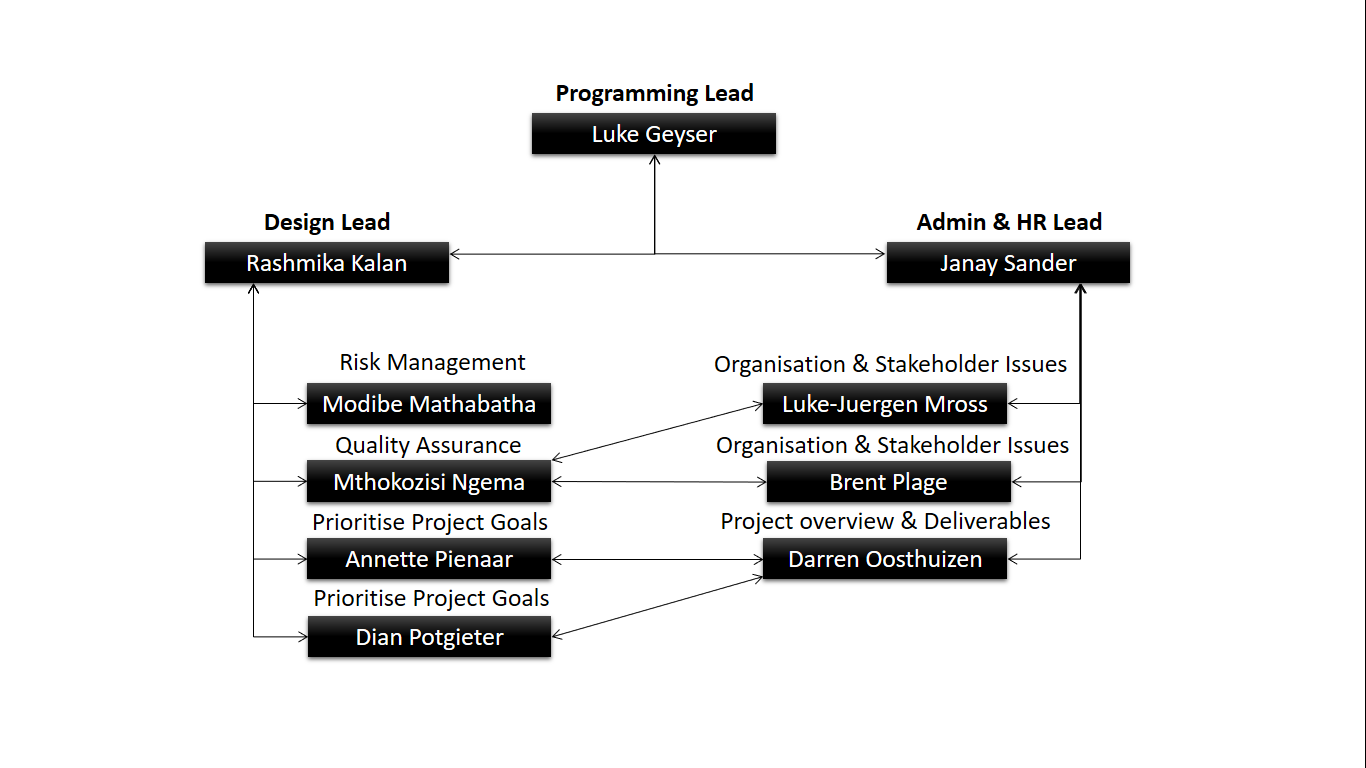 Programming Lead
Luke Geyser
Design Lead
Rashmika Kalan
Admin & HR Lead
Janay Sander
Risk Management
Modibe Mathabatha
Quality Assurance
Mthokozisi Ngema
Prioritise Project Goals
Annette Pienaar
Prioritise Project Goals
Dian Potgieter
Organisation & Stakeholder Issues
Luke-Juergen Mross
Organisation & Stakeholder Issues
Brent Plage
Project overview & Deliverables
Darren Oosthuizen